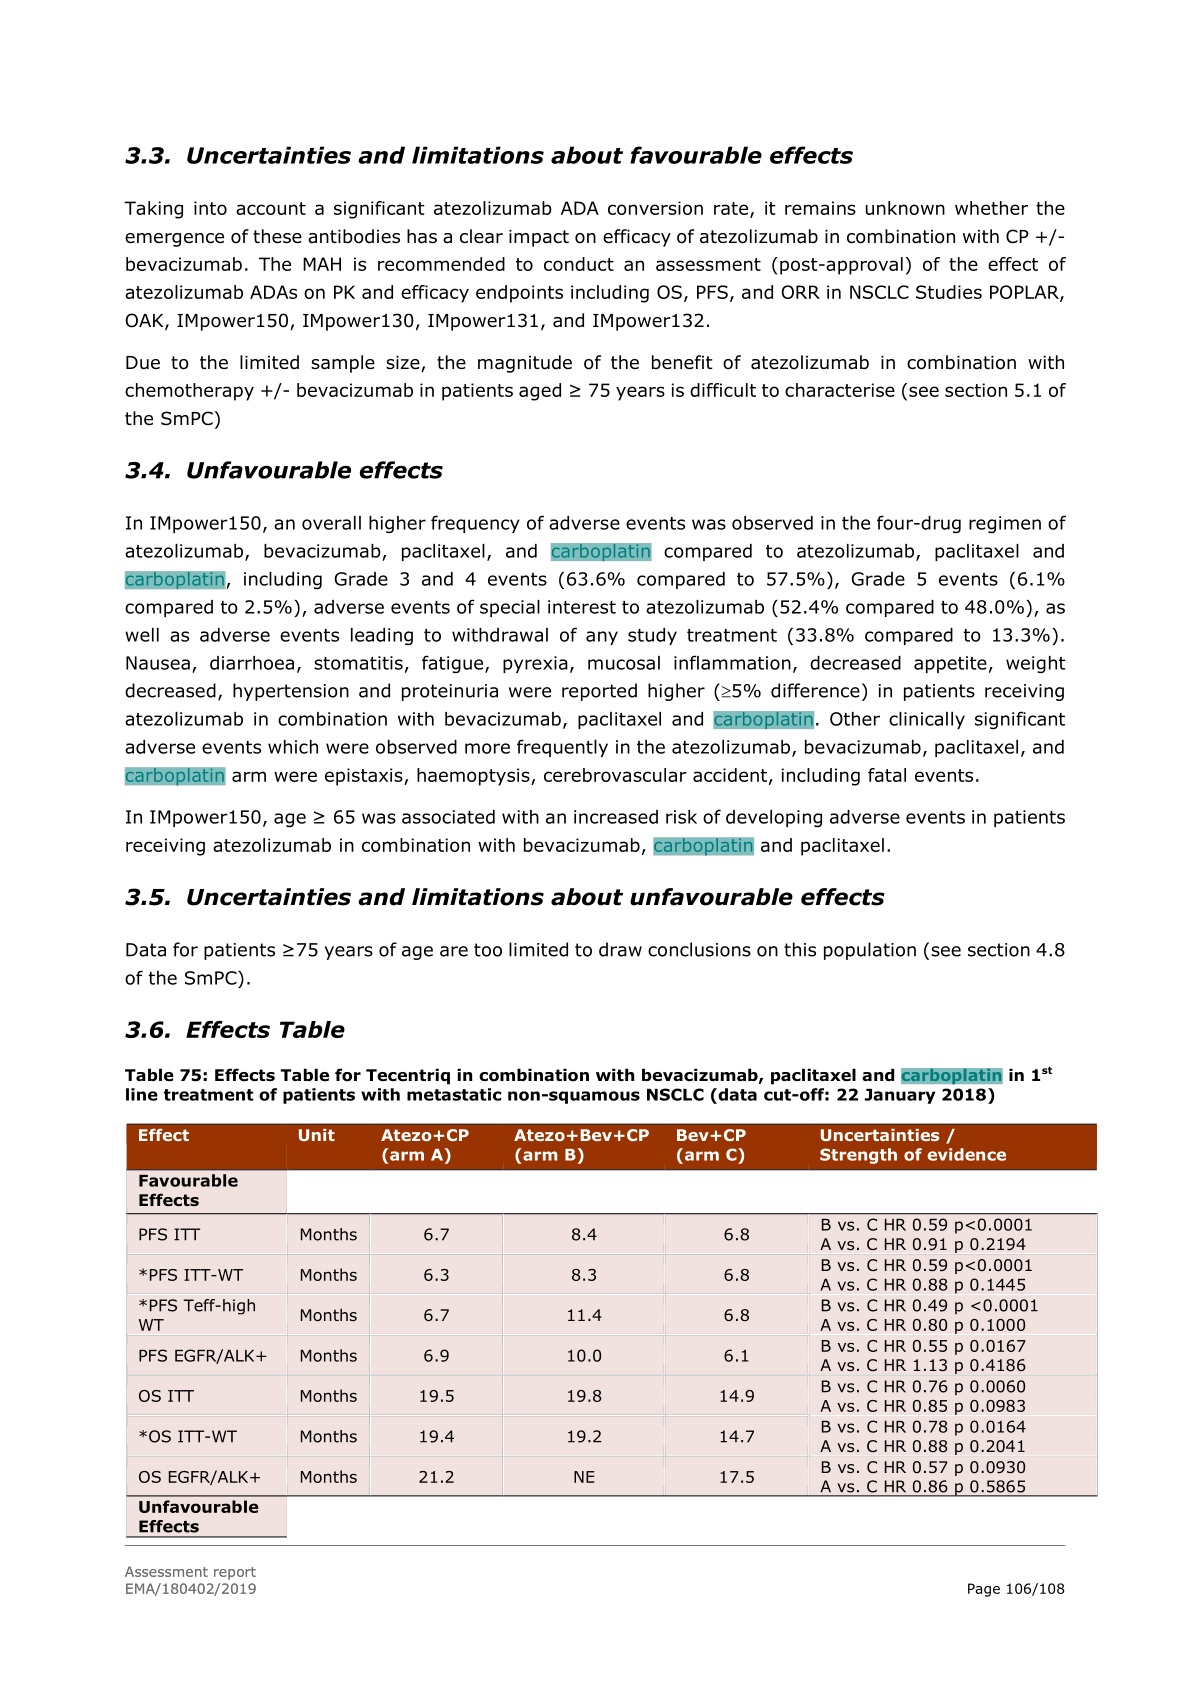 3.3. Uncertainties and limitations about favourable effects
Taking into account a significant atezolizumab ADA conversion rate, it remains unknown whether the
emergence of these antibodies has a clear impact on efficacy of atezolizumab in combination with CP +/-
bevacizumab. The MAH is recommended to conduct an assessment (post-approval) of the effect of
atezolizumab ADAs on PK and efficacy endpoints including OS, PFS, and ORR in NSCLC Studies POPLAR,
OAK, IMpower150, IMpower130, IMpower131, and IMpower132.
Due to the limited sample size, the magnitude of the benefit of atezolizumab in combination with
chemotherapy +/- bevacizumab in patients aged ≥ 75 years is difficult to characterise (see section 5.1 of
the SmPC)
3.4. Unfavourable effects
In IMpower150, an overall higher frequency of adverse events was observed in the four-drug regimen of
atezolizumab, bevacizumab, paclitaxel, and carboplatin compared to atezolizumab, paclitaxel and
carboplatin, including Grade 3 and 4 events (63.6% compared to 57.5%), Grade 5 events (6.1%
compared to 2.5%), adverse events of special interest to atezolizumab (52.4% compared to 48.0%), as
well as adverse events leading to withdrawal of any study treatment (33.8% compared to 13.3%).
Nausea, diarrhoea, stomatitis, fatigue, pyrexia, mucosal inflammation, decreased appetite, weight
decreased, hypertension and proteinuria were reported higher (≥5% difference) in patients receiving
atezolizumab in combination with bevacizumab, paclitaxel and carboplatin. Other clinically significant
adverse events which were observed more frequently in the atezolizumab, bevacizumab, paclitaxel, and
carboplatin arm were epistaxis, haemoptysis, cerebrovascular accident, including fatal events.
In IMpower150, age ≥ 65 was associated with an increased risk of developing adverse events in patients
receiving atezolizumab in combination with bevacizumab, carboplatin and paclitaxel.
3.5. Uncertainties and limitations about unfavourable effects
Data for patients ≥75 years of age are too limited to draw conclusions on this population (see section 4.8
of the SmPC).
3.6. Effects Table
Table 75: Effects Table for Tecentriq in combination with bevacizumab, paclitaxel and carboplatin in 1st
line treatment of patients with metastatic non-squamous NSCLC (data cut-off: 22 January 2018)
Effect Unit Atezo+CP Atezo+Bev+CP Bev+CP Uncertainties /
(arm A) (arm B) (arm C) Strength of evidence
Favourable
Effects
PFS ITT Months 6.7 8.4 6.8 B vs. C HR 0.59 p<0.0001
A vs. C HR 0.91 p 0.2194
*PFS ITT-WT Months 6.3 8.3 6.8 B vs. C HR 0.59 p<0.0001
A vs. C HR 0.88 p 0.1445
*PFS Teff-high
WT Months 6.7 11.4 6.8 B vs. C HR 0.49 p <0.0001
A vs. C HR 0.80 p 0.1000
PFS EGFR/ALK+ Months 6.9 10.0 6.1 B vs. C HR 0.55 p 0.0167
A vs. C HR 1.13 p 0.4186
OS ITT Months 19.5 19.8 14.9 B vs. C HR 0.76 p 0.0060
A vs. C HR 0.85 p 0.0983
*OS ITT-WT Months 19.4 19.2 14.7 B vs. C HR 0.78 p 0.0164
A vs. C HR 0.88 p 0.2041
OS EGFR/ALK+ Months 21.2 NE 17.5 B vs. C HR 0.57 p 0.0930
A vs. C HR 0.86 p 0.5865
Unfavourable
Effects
Assessment report
EMA/180402/2019 Page 106/108